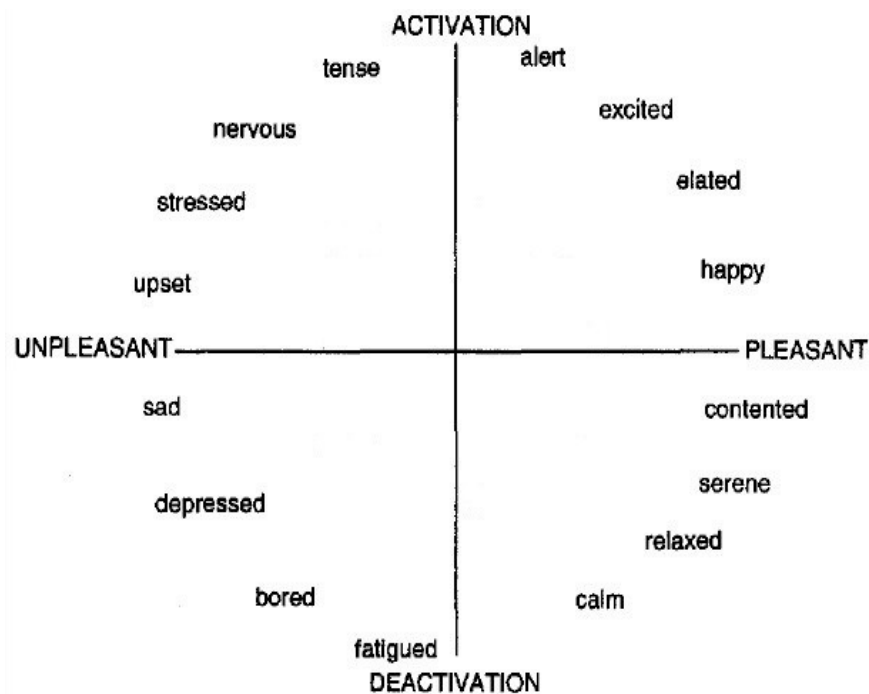 ACTIVATION
tense
alert
excited
nervous
elated
stressed
happy
upset
UNPLEASANT
PLEASANT
sad
contented
serene
depressed
relaxed
bored
calm
fatigued
DEACTIVATION